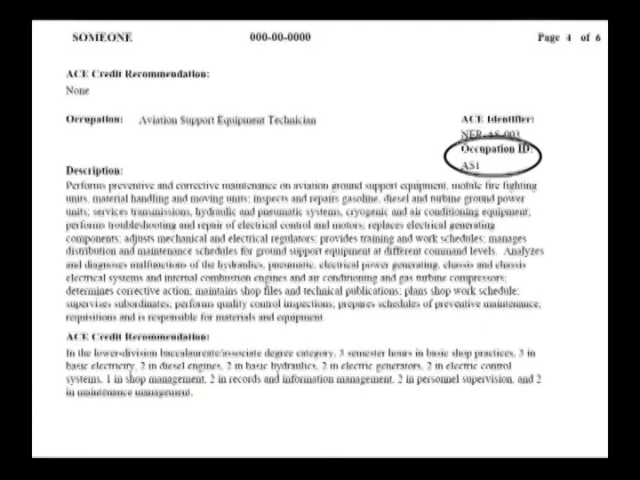 SOMEONE 000-00-0000 Page 4 of 6
ACE Credit Recommendation:
None
Occupation: Aviation Support Equipment Technician ACE Identifier:
NER-AS-003
Occupation ID:
AS1
Description:
Performs preventive and corrective maintenance on aviation ground support equipment, mobile fire fighting
units, material handling and moving units; inspects and repairs gasoline, diesel and turbine ground power
units; services transmissions, hydraulic and pneumatic systems, cryogenic and air conditioning equipment;
performs troubleshooting and repair of electrical control and motors; replaces electrical generating
components; adjusts mechanical and electrical regulators; provides training and work schedules; manages
distribution and maintenance schedules for ground support equipment at different command levels. Analyzes
and diagnoses malfunctions of the hydraulics, pneumatic, electrical power generating, chassis and chassis
electrical systems and internal combustion engines and air conditioning and gas turbine compressors;
determines corrective action; maintains shop files and technical publications; plans shop work schedule;
supervises subordinates; performs quality control inspections; prepares schedules of preventive maintenance,
requisitions and is responsible for materials and equipment.
ACE Credit Recommendation:
In the lower-division baccalaureate/associate degree category, 3 semester hours in basic shop practices, 3 in
basic electricity, 2 in diesel engines, 2 in basic hydraulics, 2 in electric generators, 2 in electric control
systems, 1 in shop management, 2 in records and information management, 2 in personnel supervision, and 2
in maintenance management.